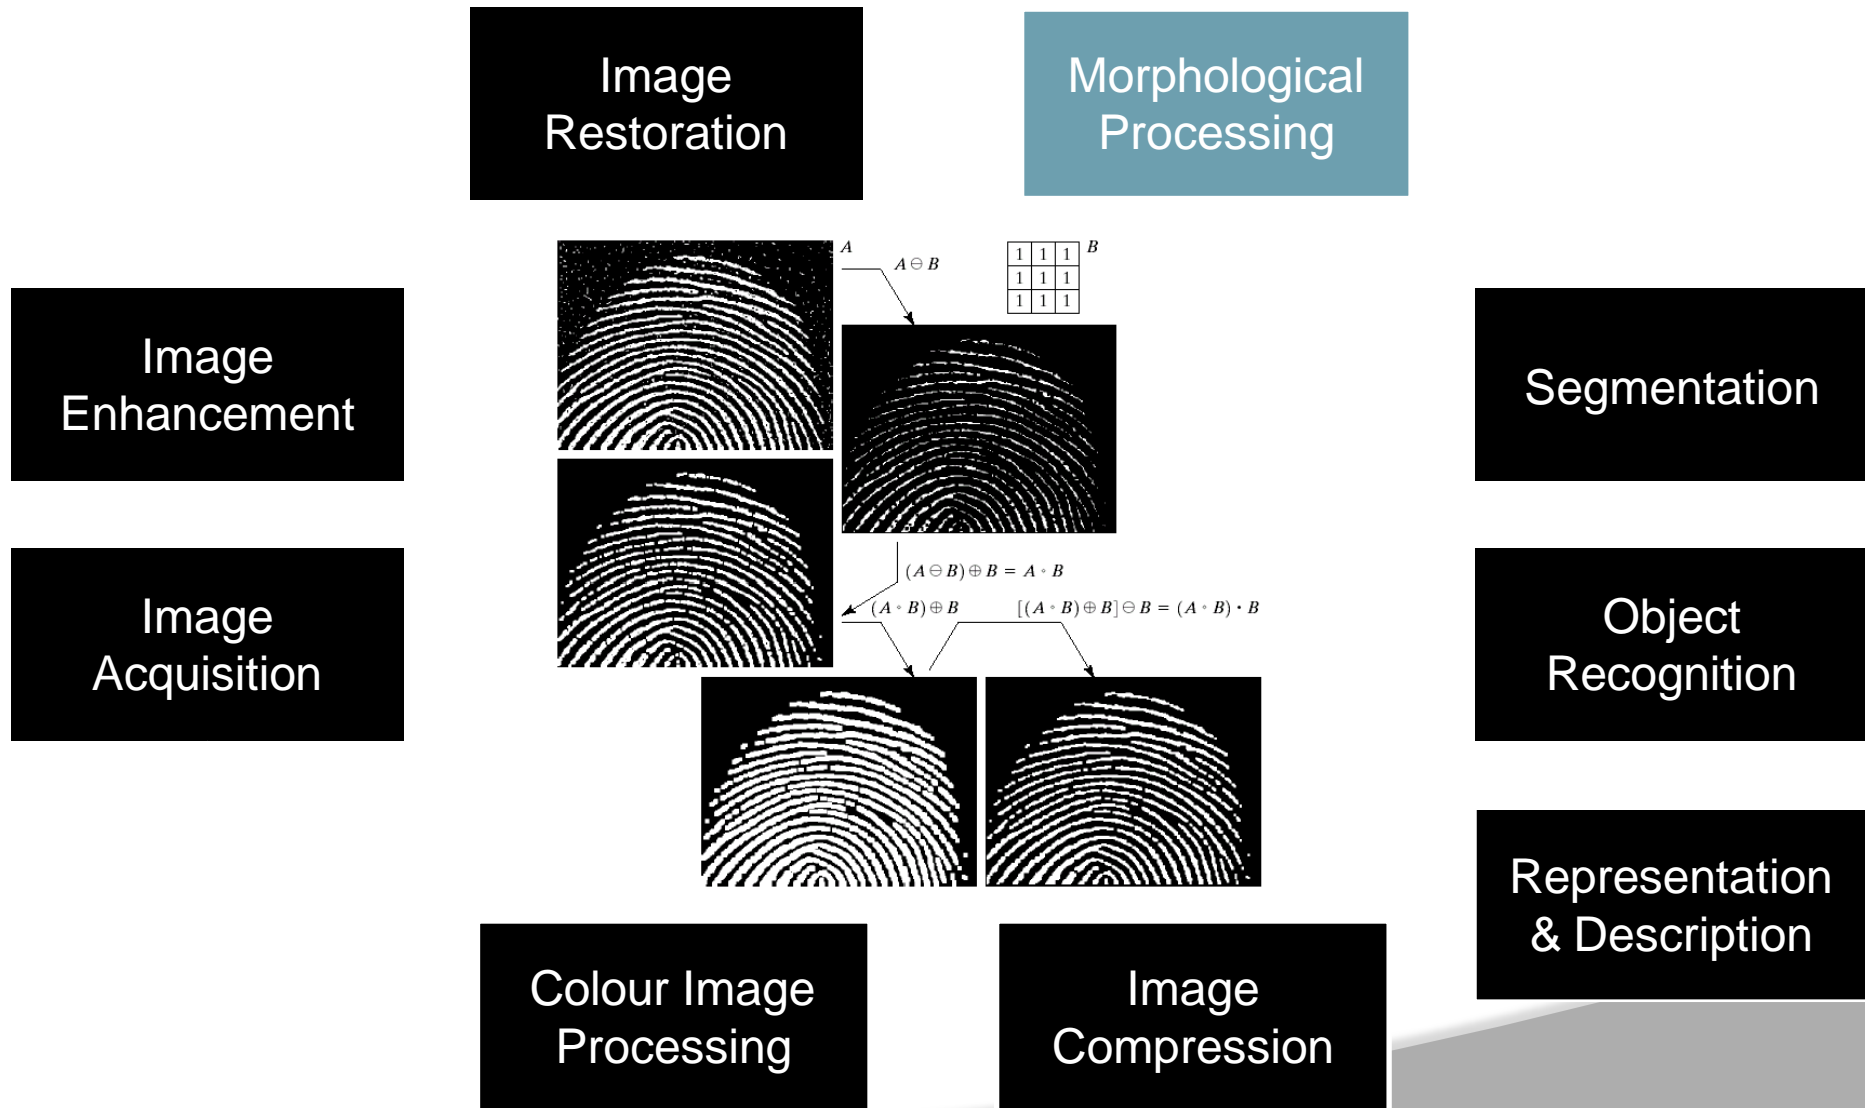 Image
Restoration
Morphological
Processing
Image
Enhancement
Image
Acquisition
A
A ⊖ B
1 1 1
1 1 1
1 1 1
B
(A ⊖ B) ⊕ B = A ∘ B
(A ∘ B) ⊕ B
[(A ∘ B) ⊕ B] ⊖ B = (A ∘ B) • B
Segmentation
Object
Recognition
Representation
& Description
Colour Image
Processing
Image
Compression